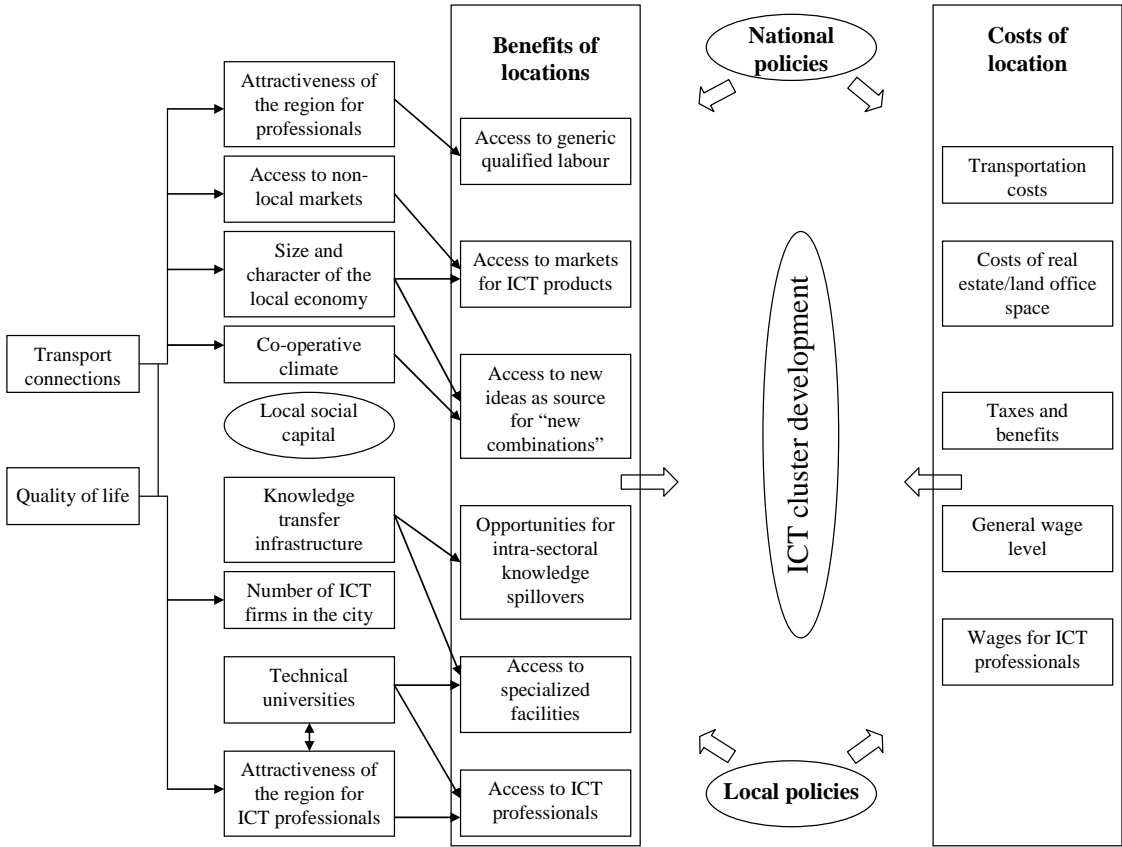 Transport
connections
Quality of life
Attractiveness of
the region for
professionals
Access to non-
local markets
Size and
character of the
local economy
Co-operative
climate
Local social
capital
Knowledge
transfer
infrastructure
Number of ICT
firms in the city
Technical
universities
Attractiveness of
the region for
ICT professionals
Benefits of
locations
Access to generic
qualified labour
Access to markets
for ICT products
Access to new
ideas as source
for “new
combinations”
Opportunities for
intra-sectoral
knowledge
spillovers
Access to
specialized
facilities
Access to ICT
professionals
National
policies
ICT cluster development
Local policies
Costs of
location
Transportation
costs
Costs of real
estate/land office
space
Taxes and
benefits
General wage
level
Wages for ICT
professionals